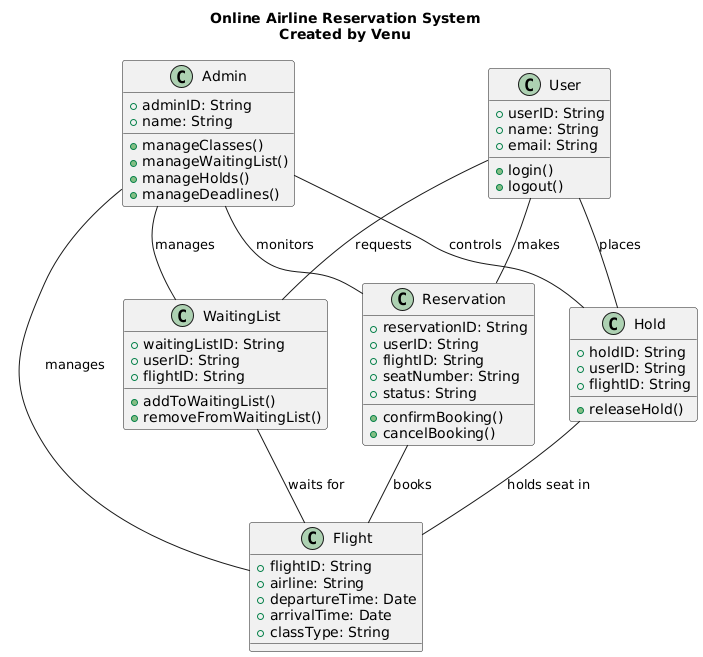 Online Airline Reservation System
Created by Venu
C Admin
adminID: String
name: String
manageClasses()
manageWaitingList()
manageHolds()
manageDeadlines()
C User
userID: String
name: String
email: String
login()
logout()
manages
monitors
requests
controls
makes
places
C WaitingList
waitingListID: String
userID: String
flightID: String
addToWaitingList()
removeFromWaitingList()
C Reservation
reservationID: String
userID: String
flightID: String
seatNumber: String
status: String
confirmBooking()
cancelBooking()
C Hold
holdID: String
userID: String
flightID: String
releaseHold()
manages
waits for
books
holds seat in
C Flight
flightID: String
airline: String
departureTime: Date
arrivalTime: Date
classType: String